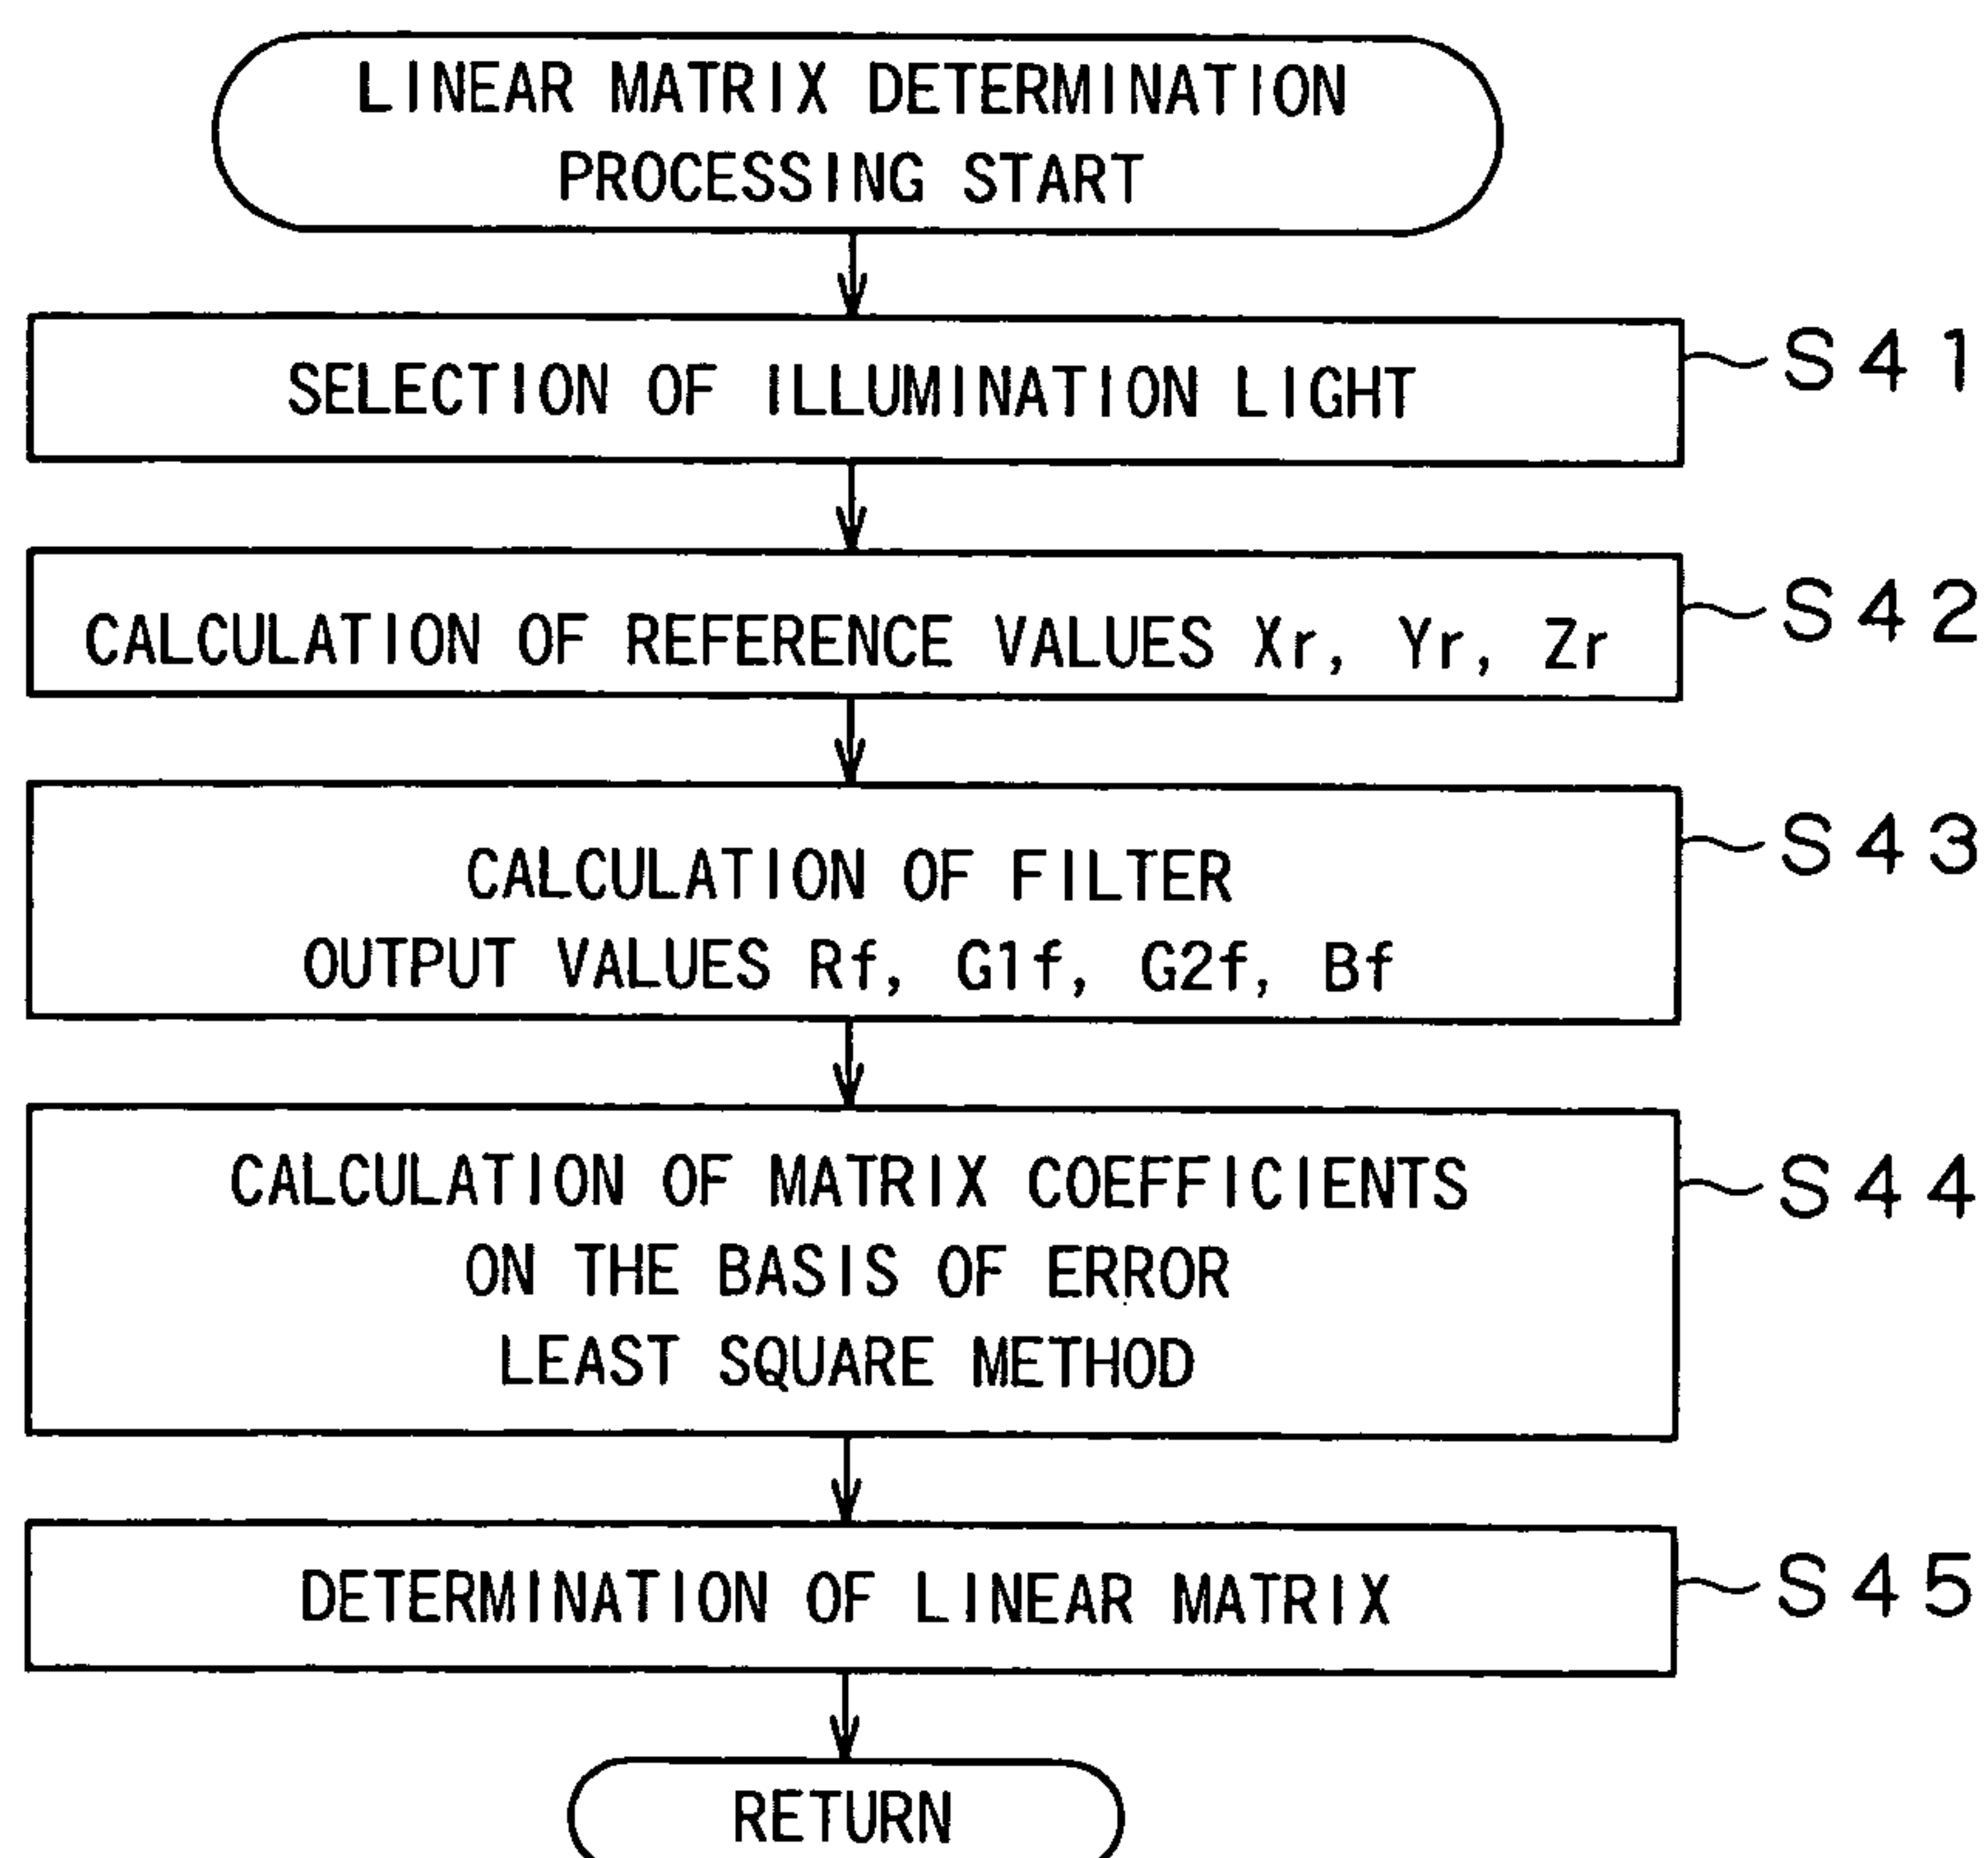 LINEAR MATRIX DETERMINATION
PROCESSING START
SELECTION OF ILLUMINATION LIGHT
S41
CALCULATION OF REFERENCE VALUES Xr, Yr, Zr
S42
CALCULATION OF FILTER
OUTPUT VALUES Rf, G1f, G2f, Bf
S43
CALCULATION OF MATRIX COEFFICIENTS
ON THE BASIS OF ERROR
LEAST SQUARE METHOD
S44
DETERMINATION OF LINEAR MATRIX
S45
RETURN